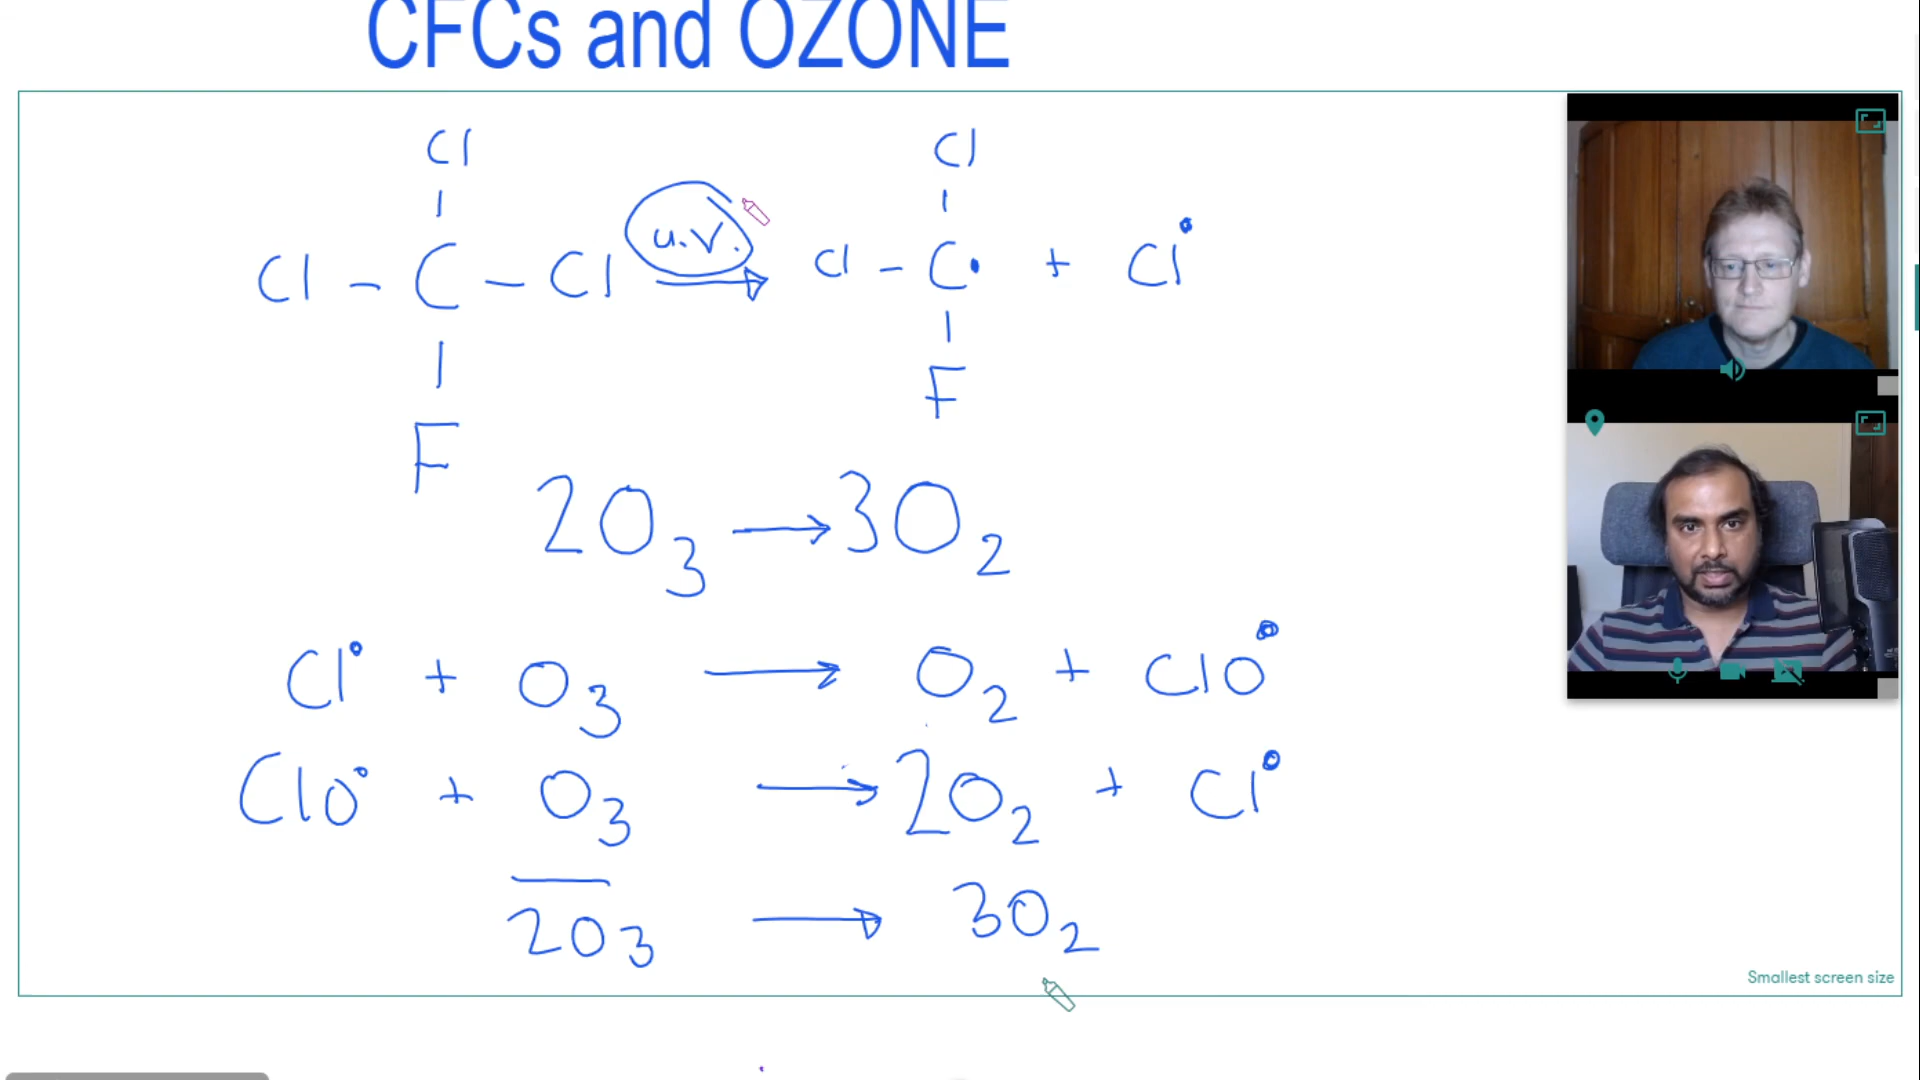 CFCs and OZONE
Cl Cl
Cl - C - Cl u.v. → Cl - C• + Cl•
F F
2O₃ → 3O₂
Cl• + O₃ → O₂ + ClO•
ClO• + O₃ → 2O₂ + Cl•
2O₃ → 3O₂
Smallest screen size